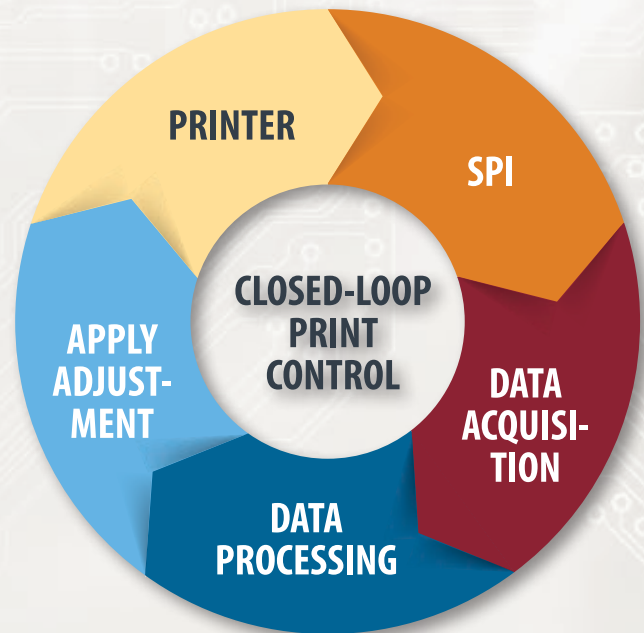 PRINTER
SPI
CLOSED-LOOP
PRINT
CONTROL
APPLY
ADJUST-
MENT
DATA
ACQUISI-
TION
DATA
PROCESSING